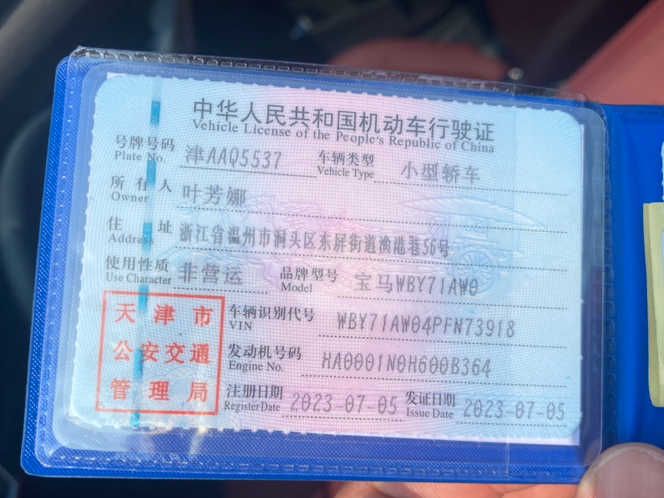 中华人民共和国机动车行驶证
Vehicle License of the People's Republic of China
号牌号码 津AAQ5537 车辆类型 小型轿车
Plate No. Vehicle Type
所有人 叶芳娜
Owner
住址 浙江省温州市洞头区东屏街道渔港巷56号
Address
使用性质 非营运 品牌型号 宝马WBY71AW0
Use Character Model
天津市
公安交通
管理局
车辆识别代号 WBY71AW04PFN73918
VIN
发动机号码 HA0001N0H600B364
Engine No.
注册日期 2023-07-05 发证日期 2023-07-05
Register Date Issue Date